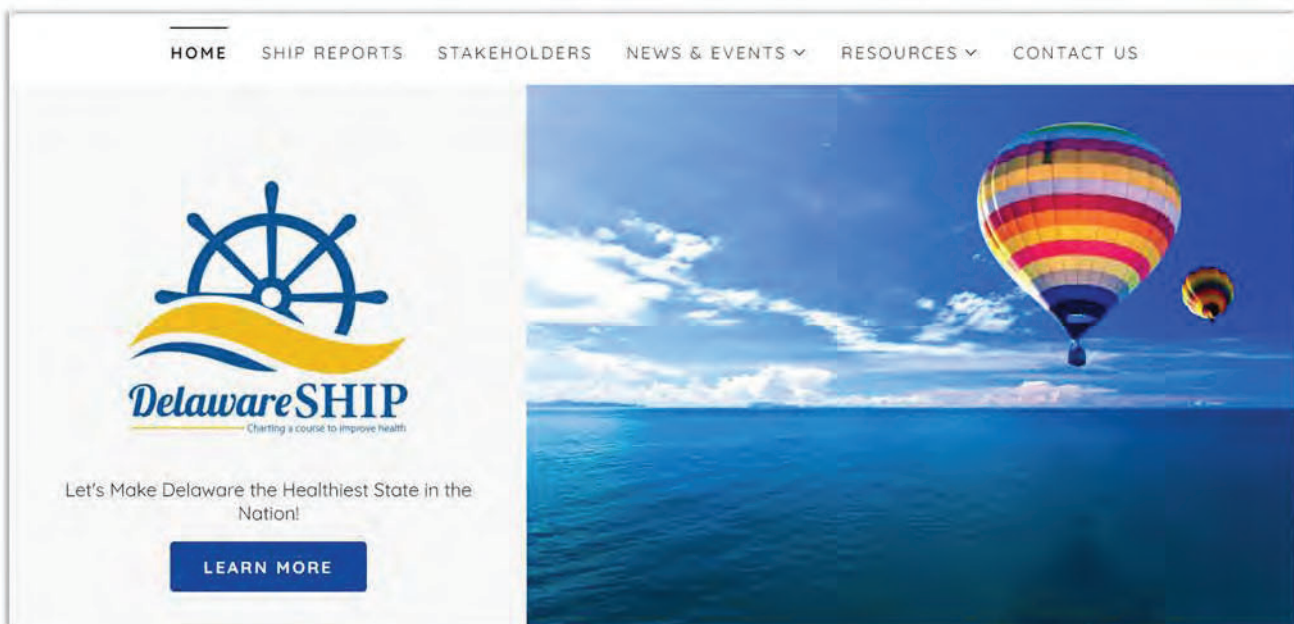 HOME SHIP REPORTS STAKEHOLDERS NEWS & EVENTS RESOURCES CONTACT US
DelawareSHIP
Charting a course to improve health
Let's Make Delaware the Healthiest State in the
Nation!
LEARN MORE